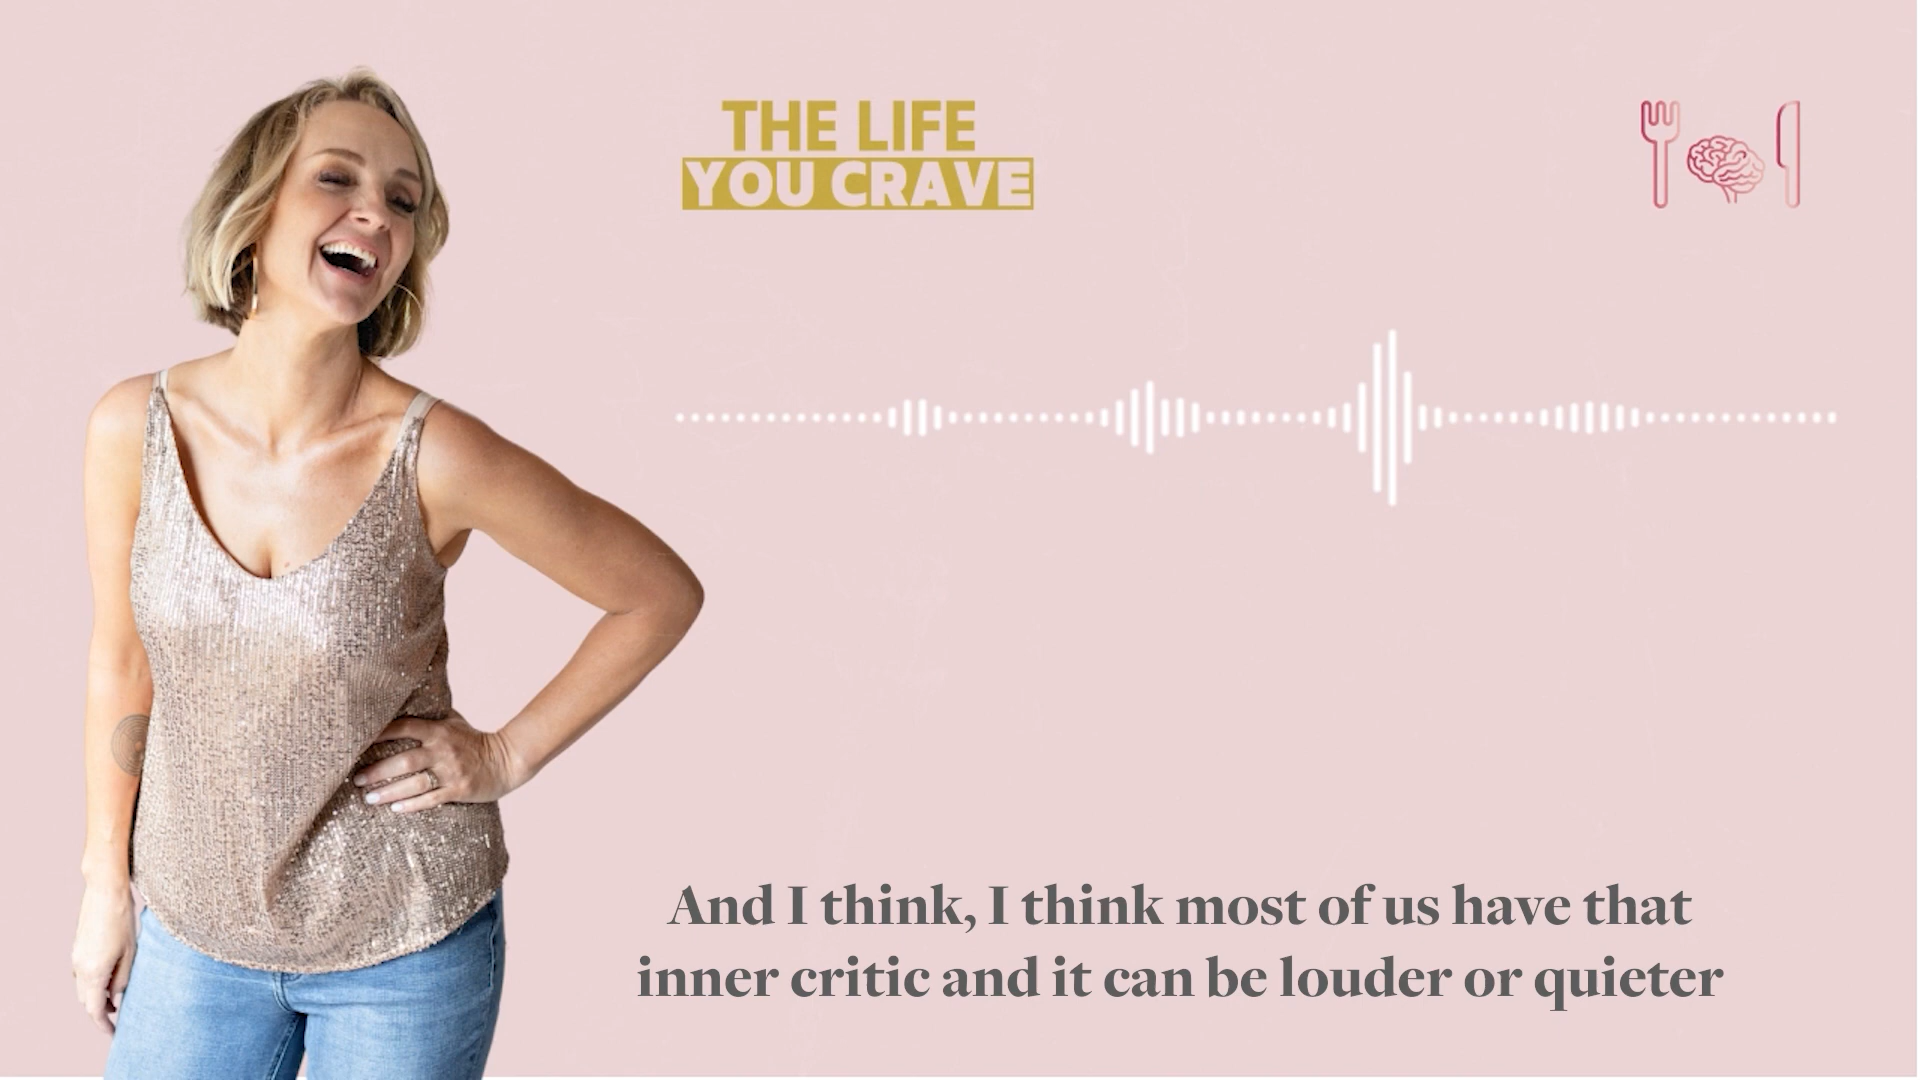 THE LIFE
YOU CRAVE
And I think, I think most of us have that
inner critic and it can be louder or quieter